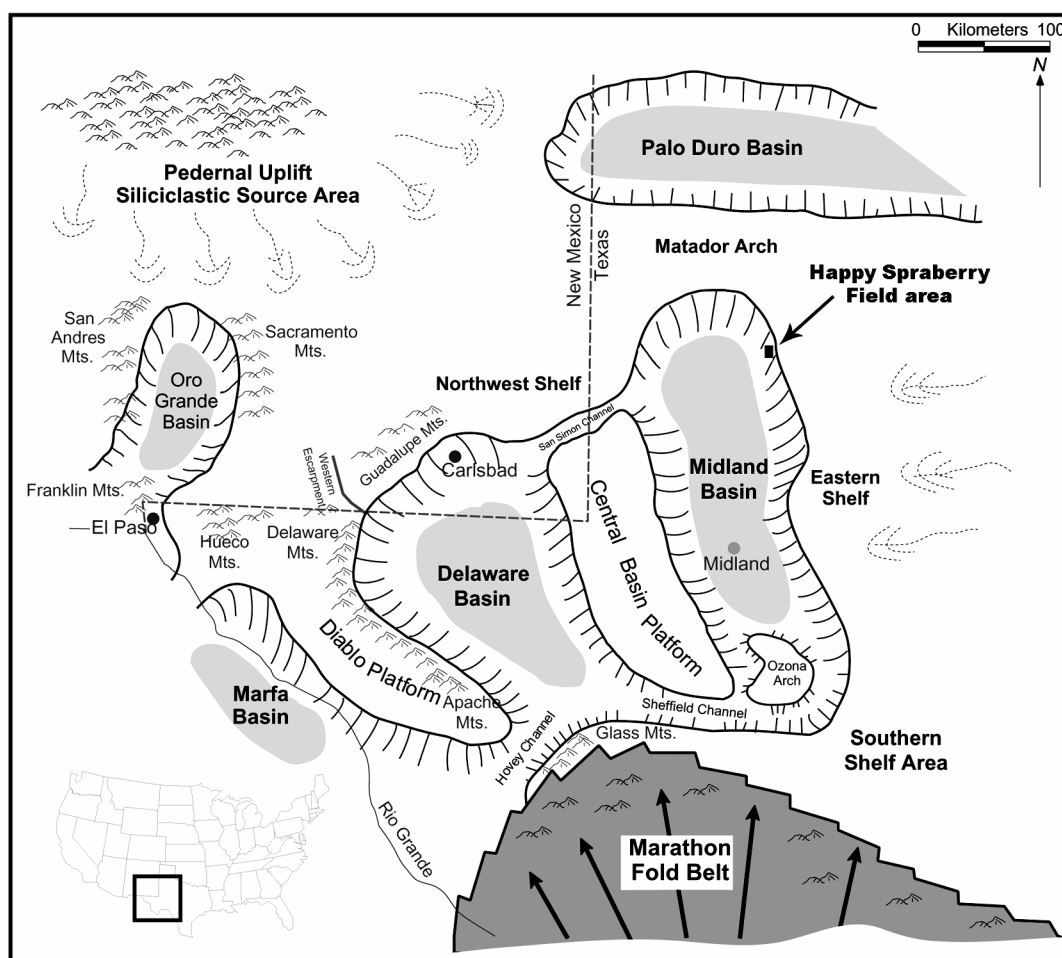 0 Kilometers 100
N
Pedernal Uplift
Siliciclastic Source Area
Palo Duro Basin
New Mexico
Texas
Matador Arch
Happy Spraberry
Field area
San
Andres
Mts.
Sacramento
Mts.
Oro
Grande
Basin
Northwest Shelf
San Simon Channel
Guadalupe Mts.
Carlsbad
Western
Escarpment
Midland
Basin
Eastern
Shelf
Franklin Mts.
El Paso
Hueco
Mts.
Delaware
Mts.
Central Basin Platform
Midland
Delaware
Basin
Diablo Platform
Ozona
Arch
Marfa
Basin
Apache
Mts.
Sheffield Channel
Hovey Channel
Glass Mts.
Southern
Shelf Area
Rio Grande
Marathon
Fold Belt